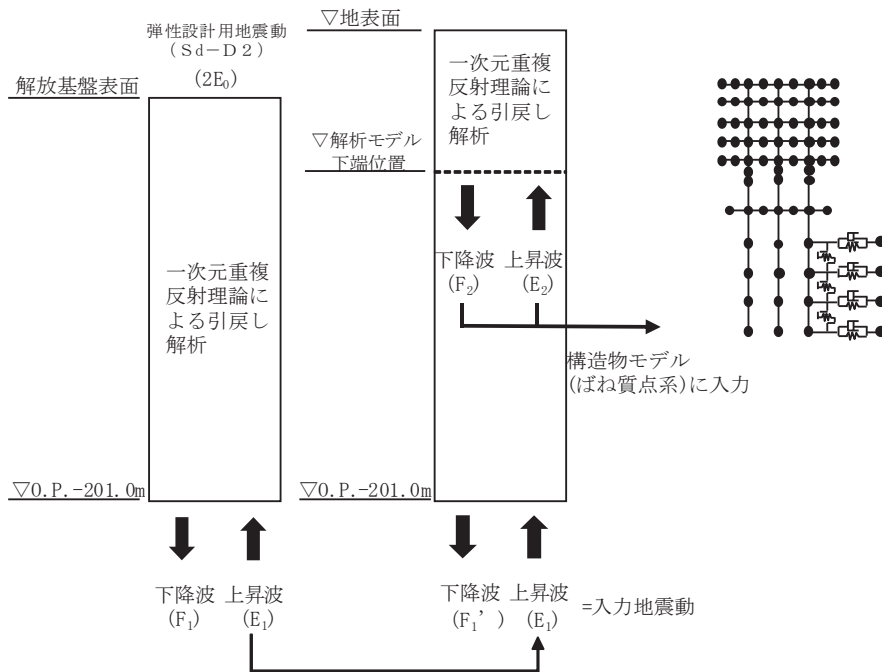 弾性設計用地震動
(Sd-D2)
(2E₀)
解放基盤表面
一次元重複
反射理論に
よる引戻し
解析
▽O.P.-201.0m
下降波
(F₁)
上昇波
(E₁)
▽地表面
一次元重複
反射理論に
よる引戻し
解析
▽解析モデル
下端位置
下降波
(F₂)
上昇波
(E₂)
構造物モデル
(ばね質点系)に入力
▽O.P.-201.0m
下降波
(F₁’)
上昇波
(E₁)
=入力地震動